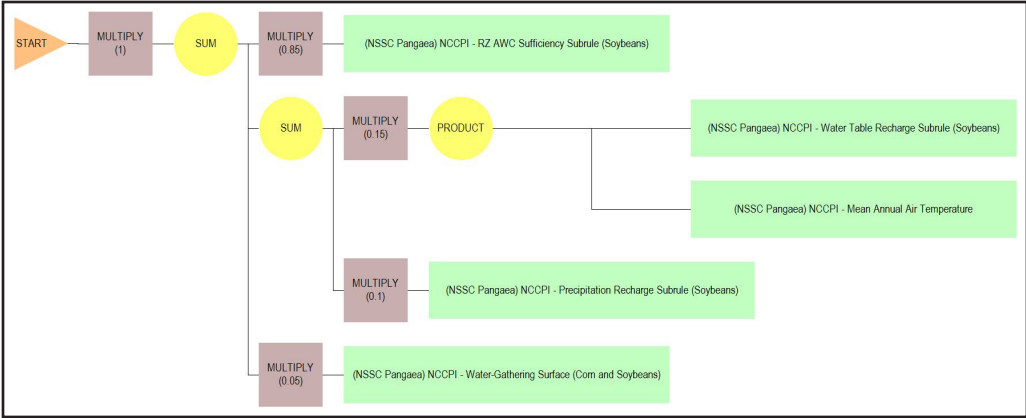 START
MULTIPLY
(1)
SUM
MULTIPLY
(0.85)
(NSSC Pangaea) NCCPI - RZ AWC Sufficiency Subrule (Soybeans)
SUM
MULTIPLY
(0.15)
PRODUCT
(NSSC Pangaea) NCCPI - Water Table Recharge Subrule (Soybeans)
(NSSC Pangaea) NCCPI - Mean Annual Air Temperature
MULTIPLY
(0.1)
(NSSC Pangaea) NCCPI - Precipitation Recharge Subrule (Soybeans)
MULTIPLY
(0.05)
(NSSC Pangaea) NCCPI - Water-Gathering Surface (Corn and Soybeans)